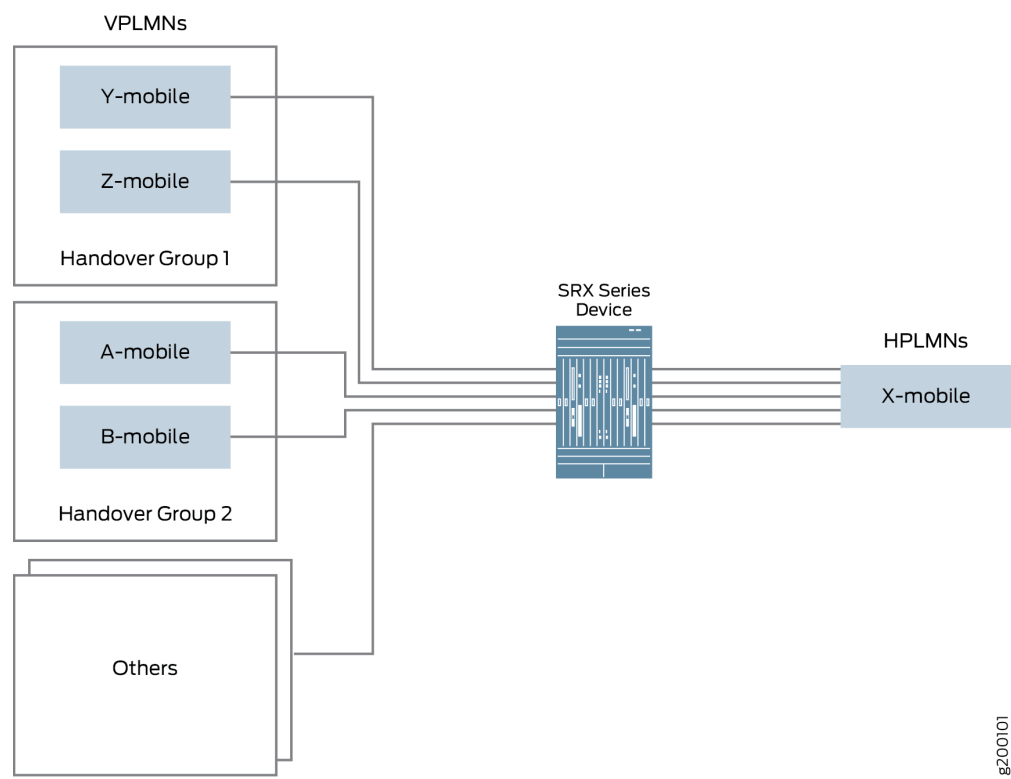 VPLMNs
Y-mobile
Z-mobile
Handover Group 1
A-mobile
B-mobile
Handover Group 2
Others
SRX Series
Device
HPLMNs
X-mobile
g200101